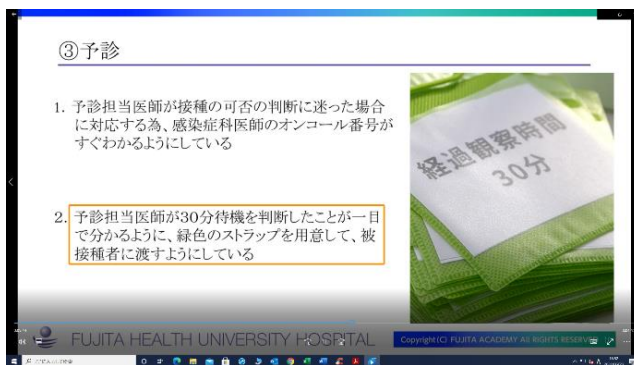 ③予診
1. 予診担当医師が接種の可否の判断に迷った場合
に対応する為、感染症科医師のオンコール番号が
すぐわかるようにしている
2. 予診担当医師が30分待機を判断したことが一目
で分かるように、緑色のストラップを用意して、被
接種者に渡すようにしている
経過観察時間
30分
FUJITA HEALTH UNIVERSITY HOSPITAL
Copyright(C) FUJITA ACADEMY All RIGHTS RESERVED